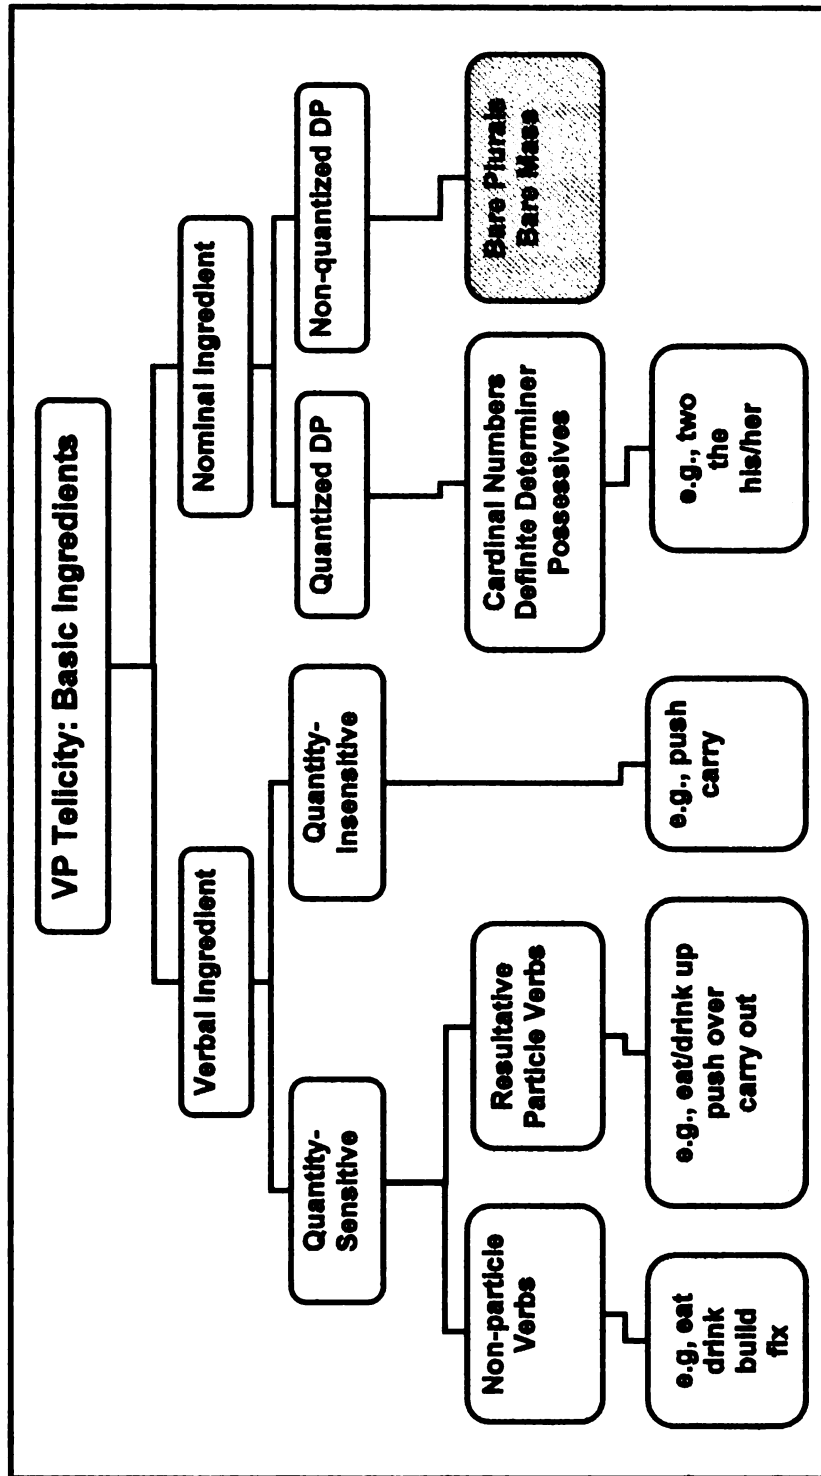 VP Telicity: Basic Ingredients
Verbal Ingredient
Nominal Ingredient
Quantity-
Sensitive
Quantity-
Insensitive
Quantized DP
Non-quantized DP
Non-particle
Verbs
Resultative
Particle Verbs
Cardinal Numbers
Definite Determiner
Possessives
Bare Plurals
Bare Mass
e.g, eat
drink
build
fix
e.g., eat/drink up
push over
carry out
e.g., push
carry
e.g., two
the
his/her